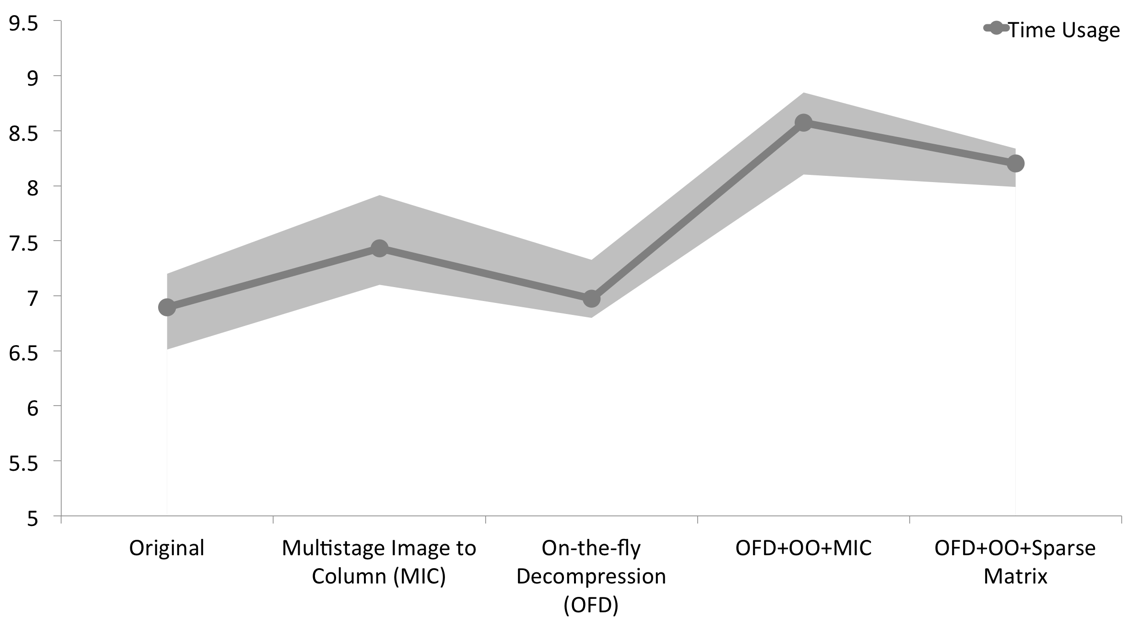 9.5
9
8.5
8
7.5
7
6.5
6
5.5
5
Time Usage
Original
Multistage Image to
Column (MIC)
On-the-fly
Decompression
(OFD)
OFD+OO+MIC
OFD+OO+Sparse
Matrix